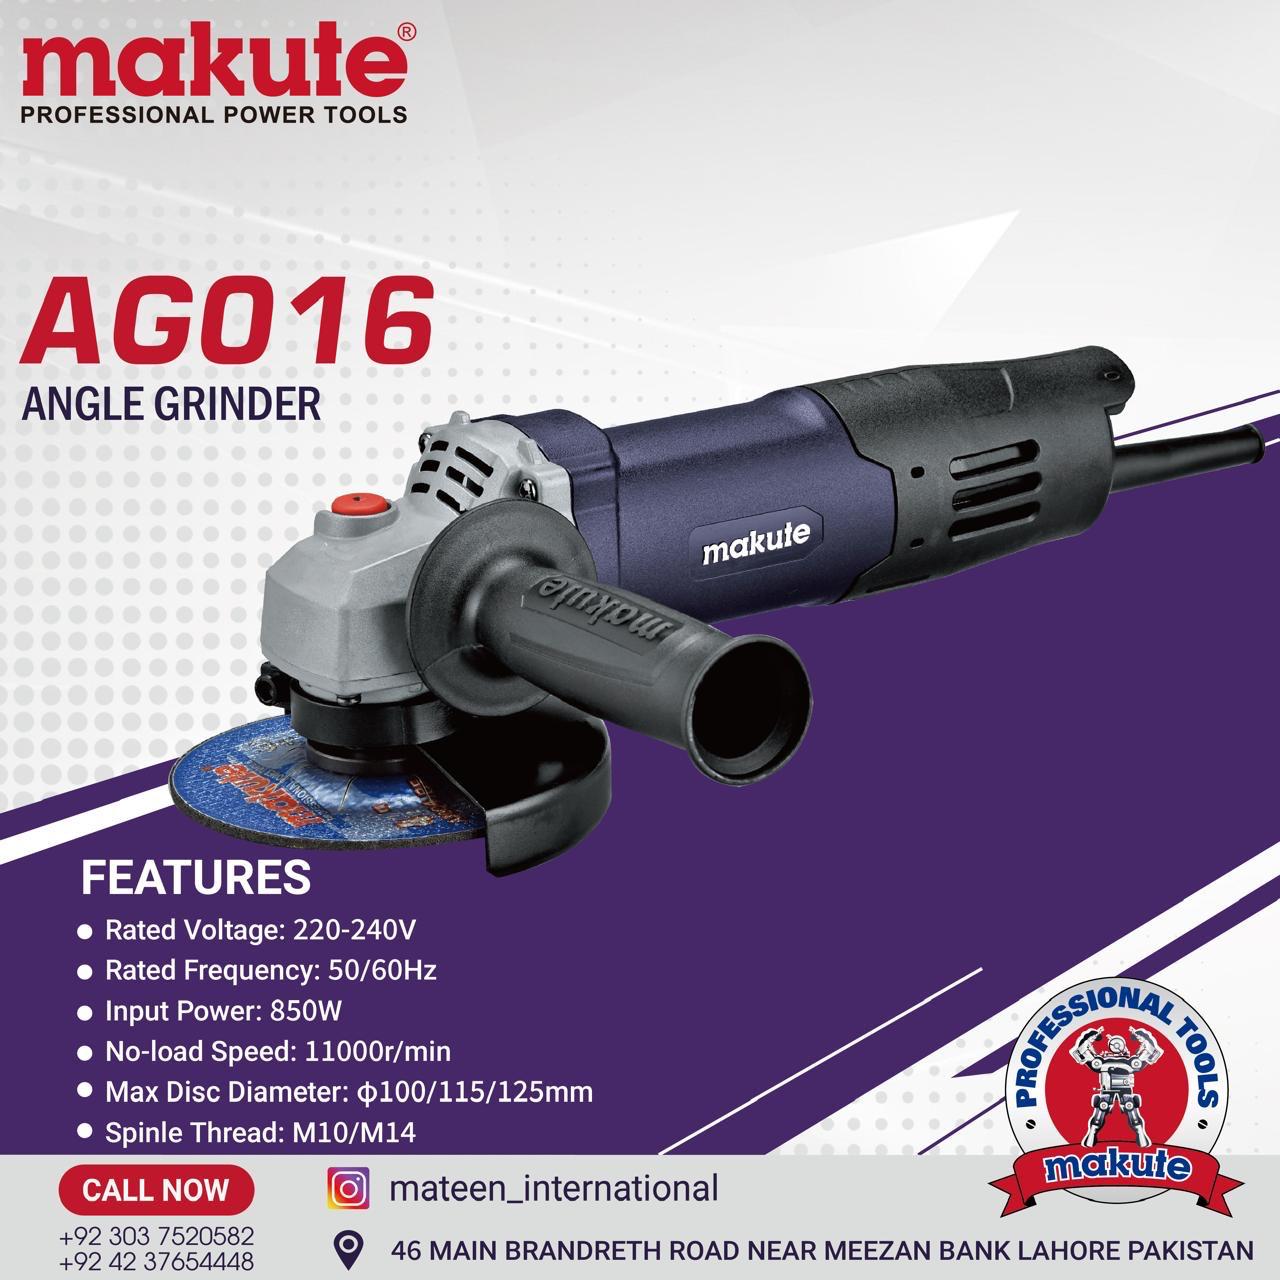 makute®
PROFESSIONAL POWER TOOLS
AG016
ANGLE GRINDER
makute
makute
makute
FEATURES
Rated Voltage: 220-240V
Rated Frequency: 50/60Hz
Input Power: 850W
No-load Speed: 11000r/min
Max Disc Diameter: φ100/115/125mm
Spinle Thread: M10/M14
PROFESSIONAL TOOLS
makute
CALL NOW
+92 303 7520582
+92 42 37654448
mateen_international
46 MAIN BRANDRETH ROAD NEAR MEEZAN BANK LAHORE PAKISTAN